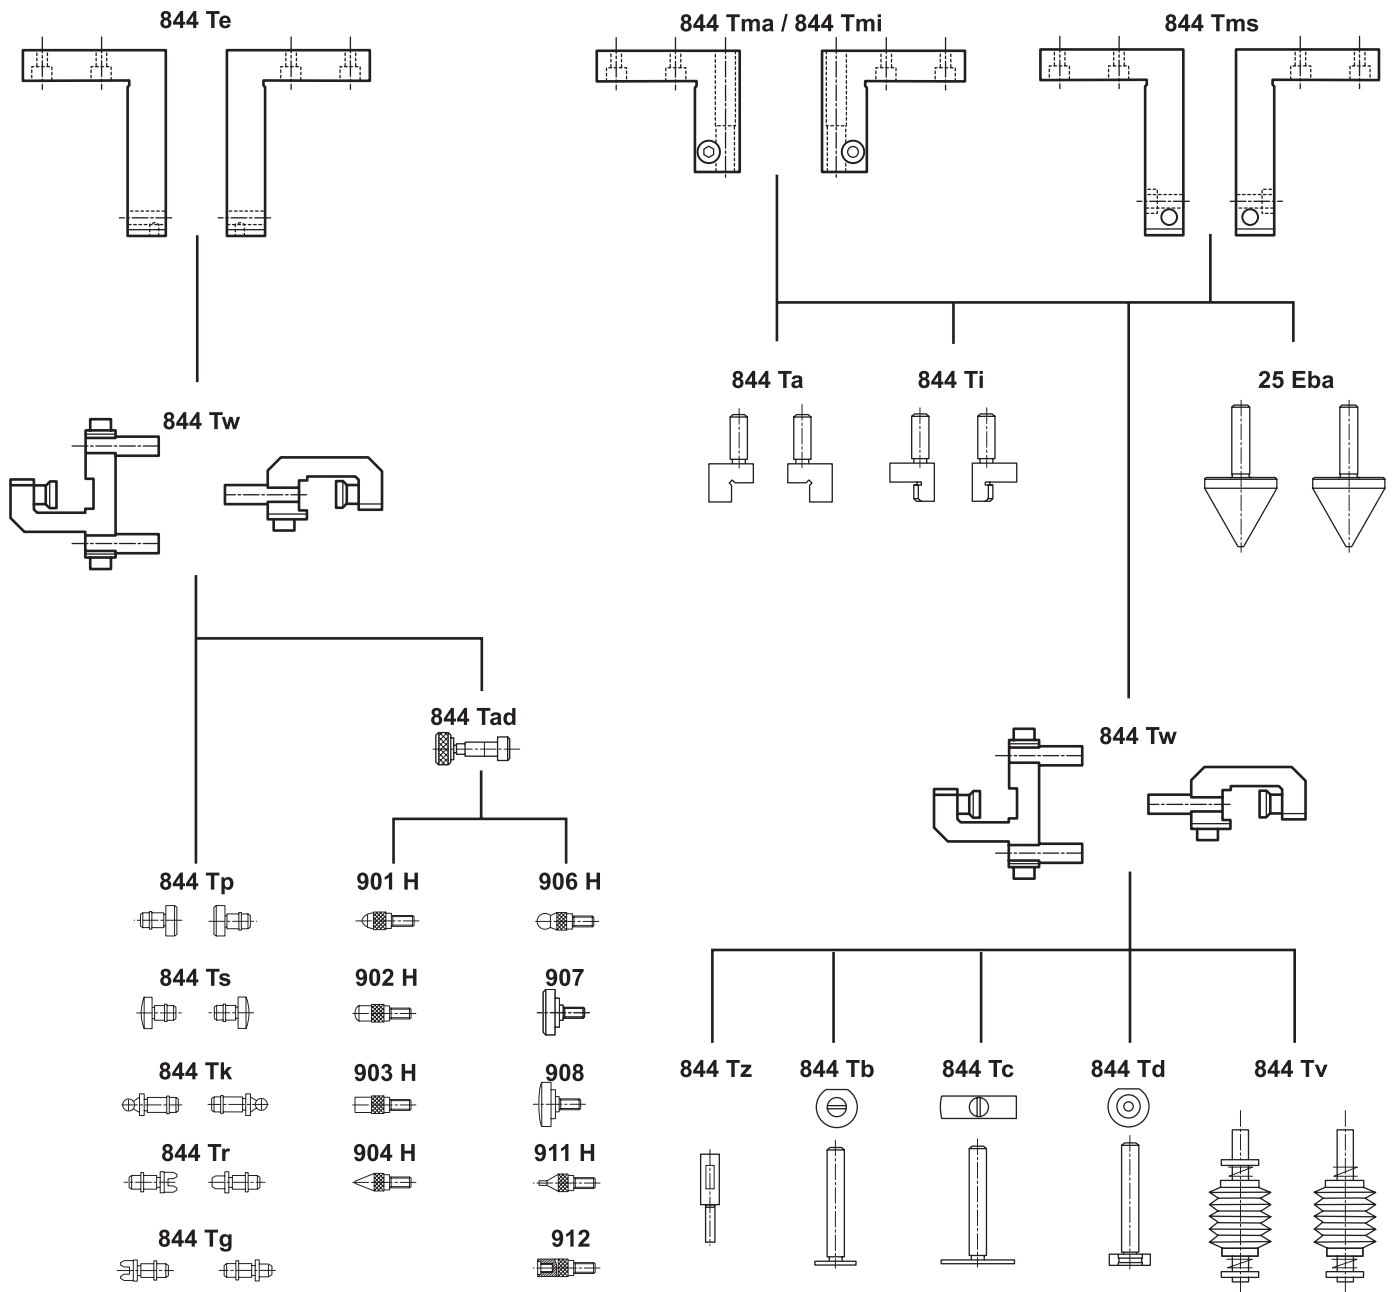 844 Te
844 Tma / 844 Tmi
844 Tms
844 Ta
844 Ti
25 Eba
844 Tw
844 Tad
844 Tw
844 Tp
901 H
906 H
844 Ts
902 H
907
844 Tk
903 H
908
844 Tr
904 H
911 H
844 Tg
912
844 Tz
844 Tb
844 Tc
844 Td
844 Tv